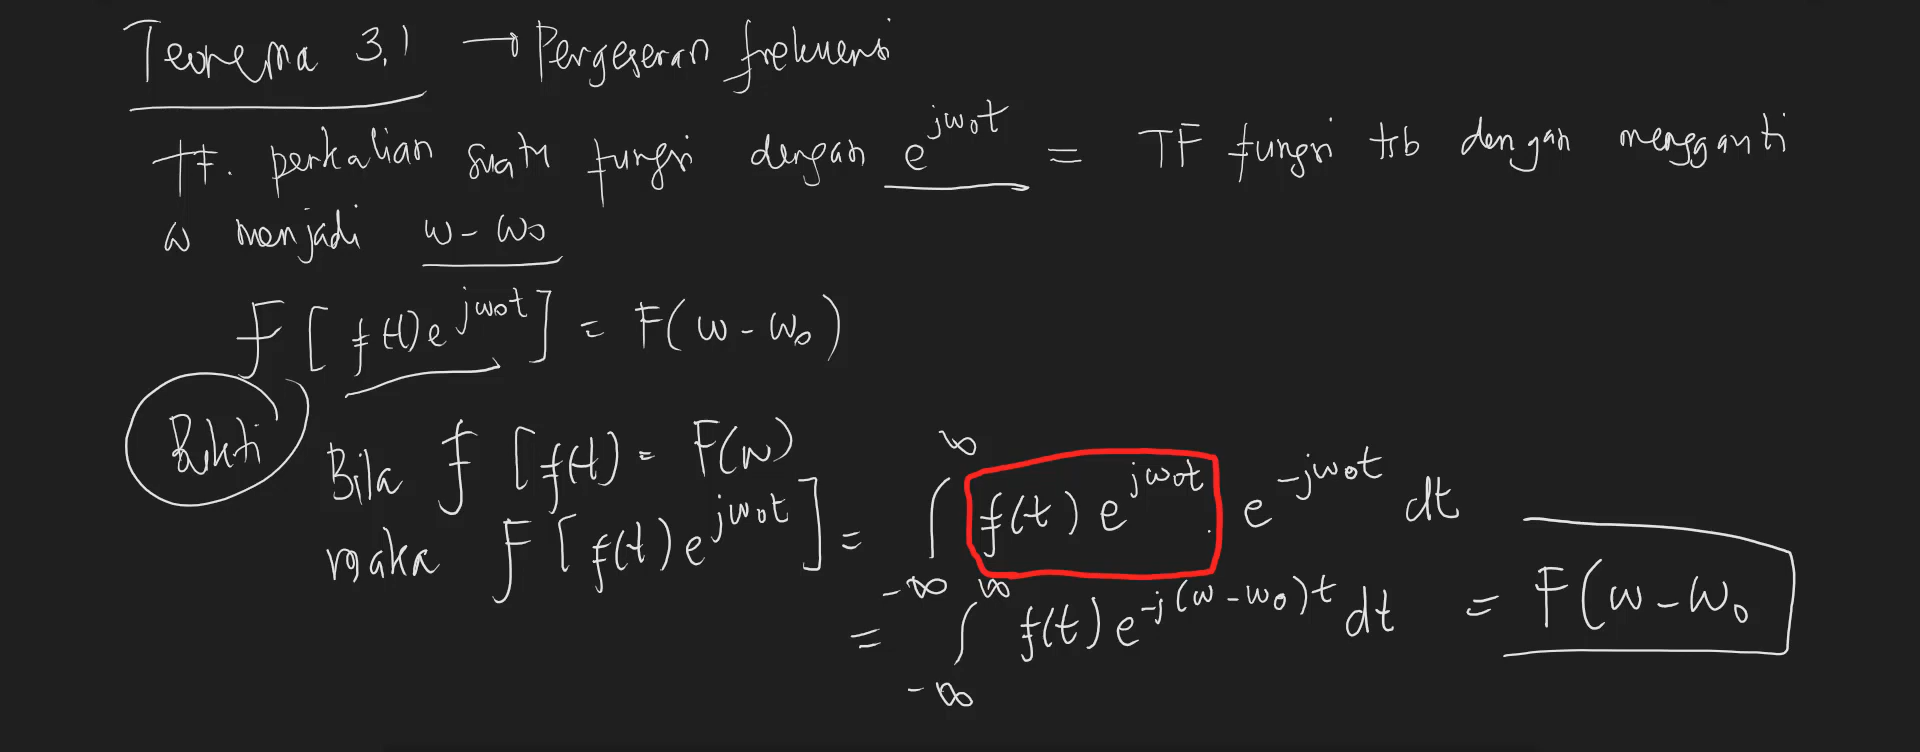 Teorema 3.1 → Pergeseran frekuensi
TF. perkalian suatu fungsi dengan e^{jω₀t} = TF fungsi tsb dengan mengganti
ω menjadi ω - ω₀
F[f(t)e^{jω₀t}] = F(ω - ω₀)
Bukti
Bila F[f(t) = F(ω)
maka F[f(t)e^{jω₀t}] = ∫_{-∞}^{∞} f(t) e^{jω₀t} . e^{-jω₀t} dt
= ∫_{-∞}^{∞} f(t) e^{-j(ω-ω₀)t} dt = F(ω - ω₀